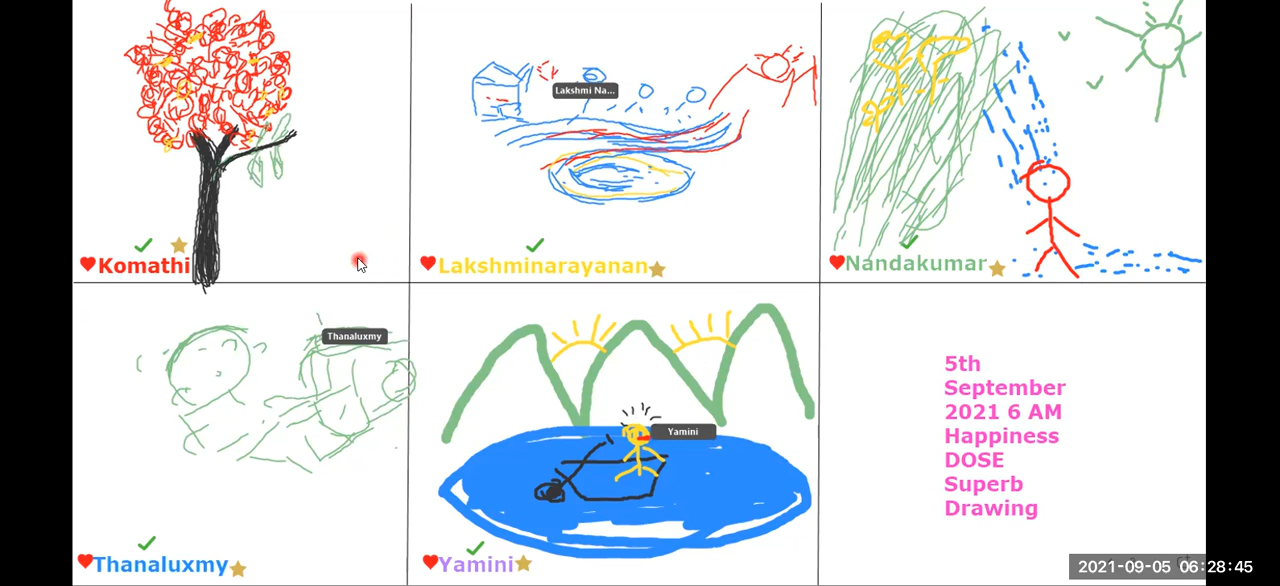 Lakshmi Na...
Komathi
Lakshminarayanan
Nandakumar
Thanaluxmy
Yamini
Thanaluxmy
Yamini
5th
September
2021 6 AM
Happiness
DOSE
Superb
Drawing
2021-09-05 06:28:45